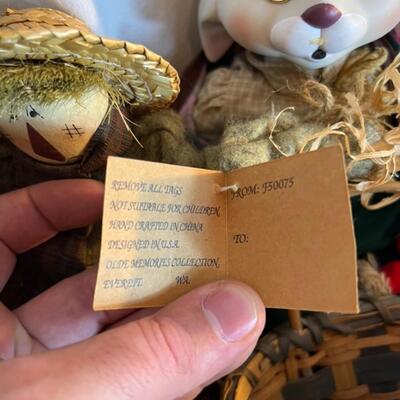 REMOVE ALL TAGS
NOT SUITABLE FOR CHILDREN,
HAND CRAFTED IN CHINA
DESIGNED IN U.S.A.
OLDE MEMORIES COLLECTION,
EVERETT, WA.
FROM: F50075
TO: